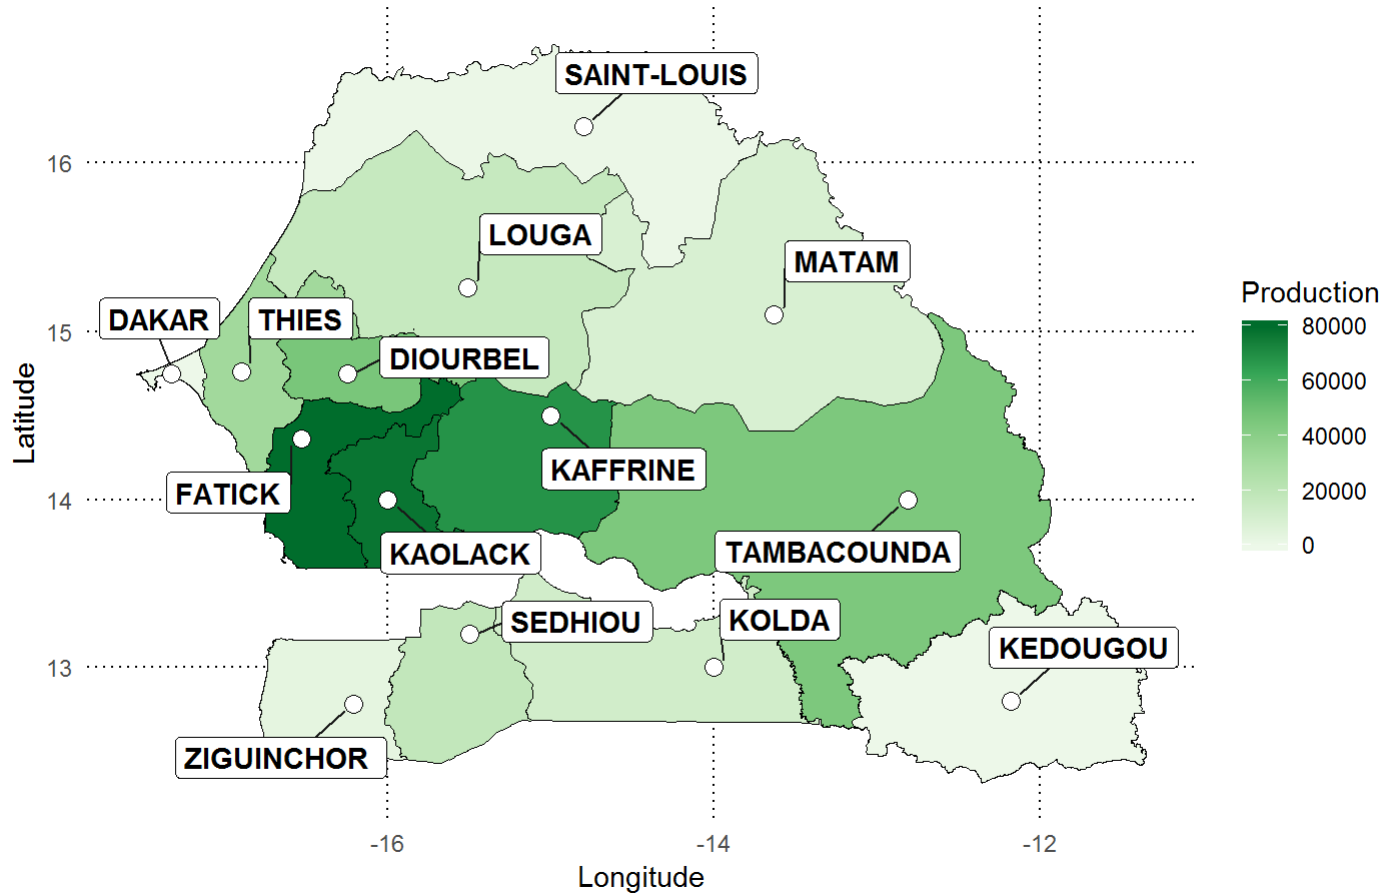 SAINT-LOUIS
16
LOUGA
MATAM
Production
DAKAR
THIES
80000
15
DIOURBEL
60000
Latitude
40000
KAFFRINE
FATICK
20000
14
0
KAOLACK
TAMBACOUNDA
SEDHIOU
KOLDA
KEDOUGOU
13
ZIGUINCHOR
-16
-14
-12
Longitude